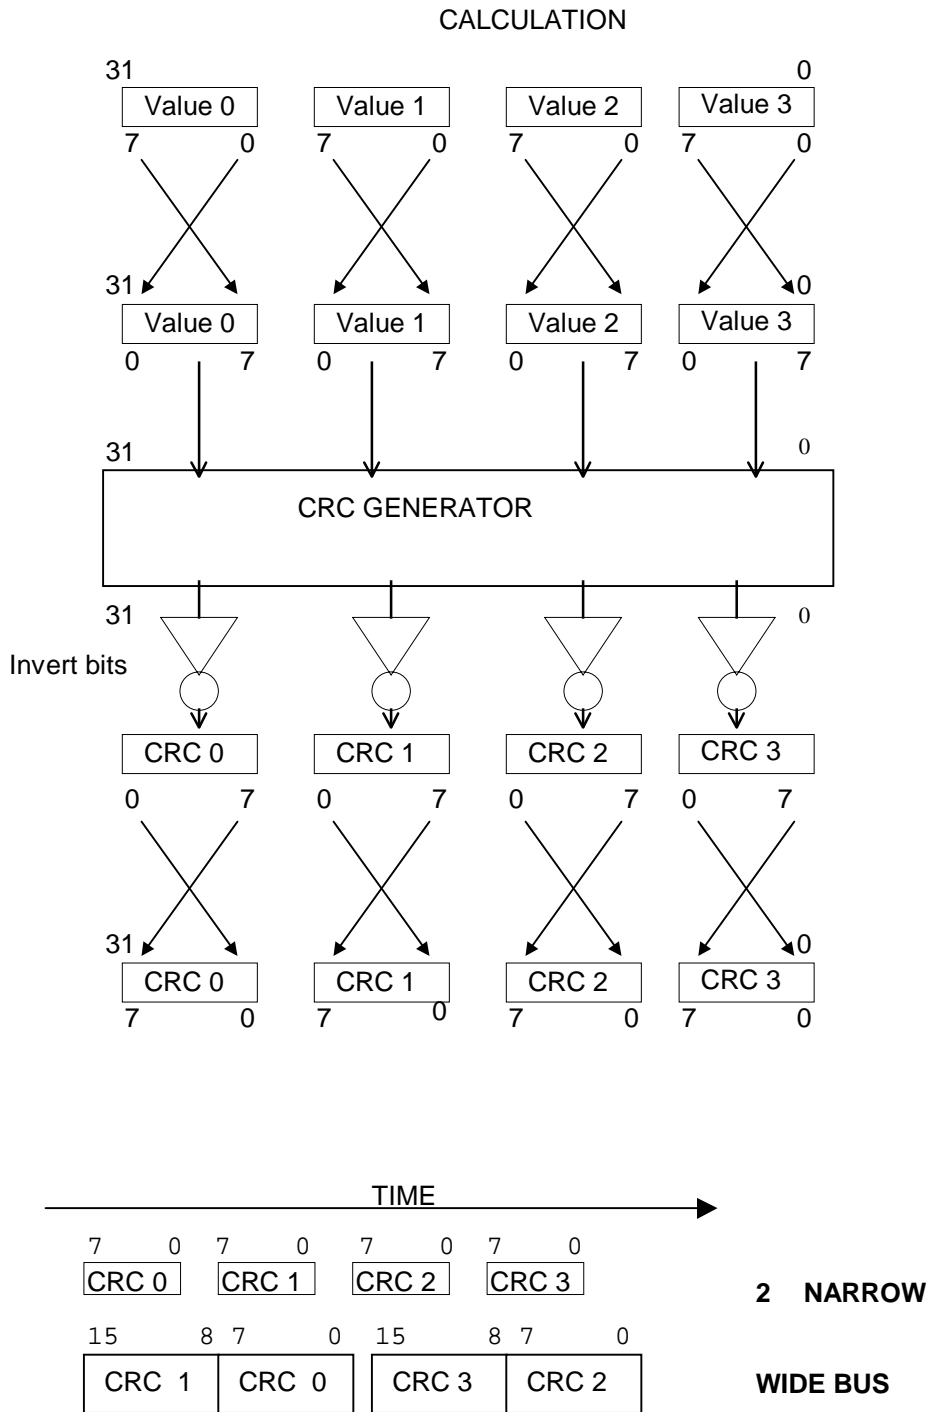 CALCULATION
31 0
Value 0 Value 1 Value 2 Value 3
7 0 7 0 7 0 7 0
31 0
Value 0 Value 1 Value 2 Value 3
0 7 0 7 0 7 0 7
31 0
CRC GENERATOR
31 0
Invert bits
CRC 0 CRC 1 CRC 2 CRC 3
0 7 0 7 0 7 0 7
31 0
CRC 0 CRC 1 CRC 2 CRC 3
7 0 7 0 7 0 7 0
TIME
7 0 7 0 7 0 7 0
CRC 0 CRC 1 CRC 2 CRC 3
2 NARROW
15 8 7 0 15 8 7 0
CRC 1 CRC 0 CRC 3 CRC 2
WIDE BUS